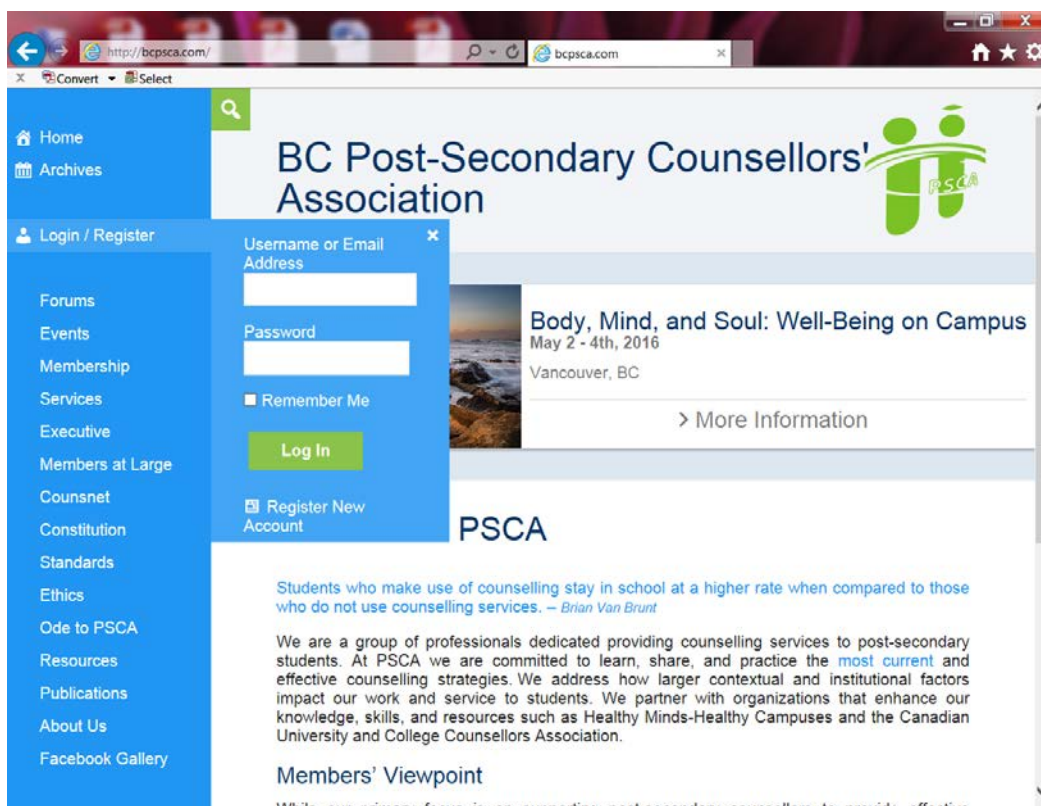 http://bcpsca.com/
bcpsca.com
x Convert Select
Home
Archives
Login / Register
Forums
Events
Membership
Services
Executive
Members at Large
Counsnet
Constitution
Standards
Ethics
Ode to PSCA
Resources
Publications
About Us
Facebook Gallery
Username or Email
Address
Password
Remember Me
Log In
Register New
Account
BC Post-Secondary Counsellors'
Association
PSCA
Body, Mind, and Soul: Well-Being on Campus
May 2 - 4th, 2016
Vancouver, BC
> More Information
PSCA
Students who make use of counselling stay in school at a higher rate when compared to those
who do not use counselling services. – Brian Van Brunt
We are a group of professionals dedicated providing counselling services to post-secondary
students. At PSCA we are committed to learn, share, and practice the most current and
effective counselling strategies. We address how larger contextual and institutional factors
impact our work and service to students. We partner with organizations that enhance our
knowledge, skills, and resources such as Healthy Minds-Healthy Campuses and the Canadian
University and College Counsellors Association.
Members' Viewpoint